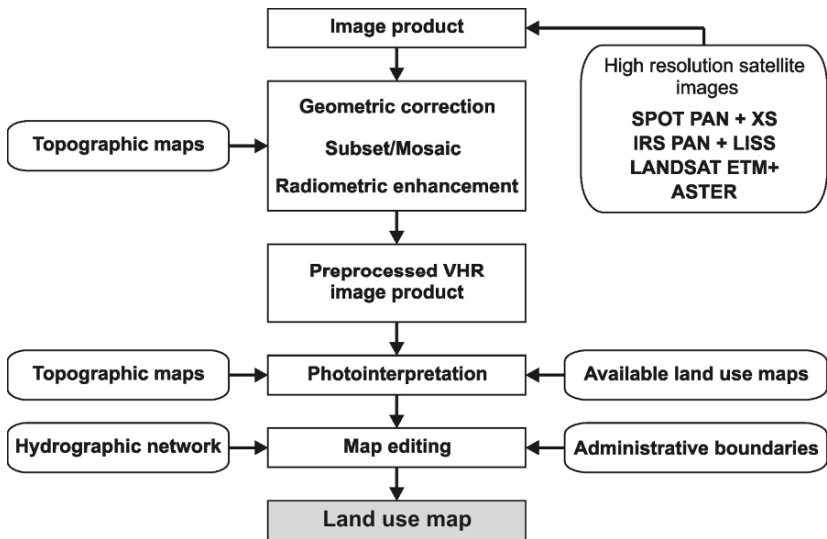 Image product
High resolution satellite
images
SPOT PAN + XS
IRS PAN + LISS
LANDSAT ETM+
ASTER
Geometric correction
Topographic maps
Subset/Mosaic
Radiometric enhancement
Preprocessed VHR
image product
Topographic maps
Photointerpretation
Available land use maps
Hydrographic network
Map editing
Administrative boundaries
Land use map